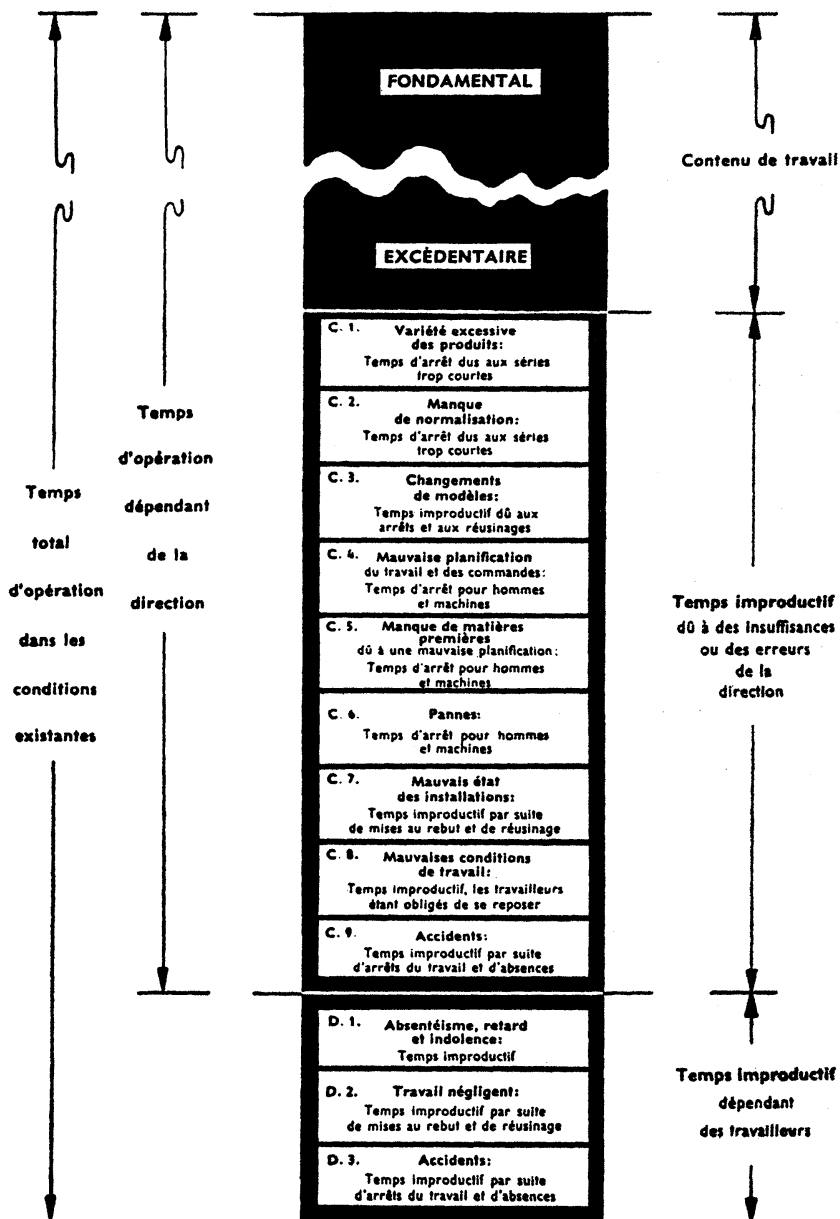 FONDAMENTAL
EXCÈDENTAIRE
Contenu de travail
Temps
total
d'opération
dans les
conditions
existantes
Temps
d'opération
dépendant
de la
direction
C. 1. Variété excessive
des produits:
Temps d'arrêt dus aux séries
trop courtes
C. 2. Manque
de normalisation:
Temps d'arrêt dus aux séries
trop courtes
C. 3. Changements
de modèles:
Temps improductif dû aux
arrêts et aux réusinages
C. 4. Mauvaise planification
du travail et des commandes:
Temps d'arrêt pour hommes
et machines
C. 5. Manque de matières
premières
dû à une mauvaise planification:
Temps d'arrêt pour hommes
et machines
C. 6. Pannes:
Temps d'arrêt pour hommes
et machines
C. 7. Mauvais état
des installations:
Temps improductif par suite
de mises au rebut et de réusinage
C. 8. Mauvaises conditions
de travail:
Temps improductif, les travailleurs
étant obligés de se reposer
C. 9. Accidents:
Temps improductif par suite
d'arrêts du travail et d'absences
Temps improductif
dû à des insuffisances
ou des erreurs
de la
direction
D. 1. Absentéisme, retard
et indolence:
Temps improductif
D. 2. Travail négligent:
Temps improductif par suite
de mises au rebut et de réusinage
D. 3. Accidents:
Temps improductif par suite
d'arrêts du travail et d'absences
Temps improductif
dépendant
des travailleurs